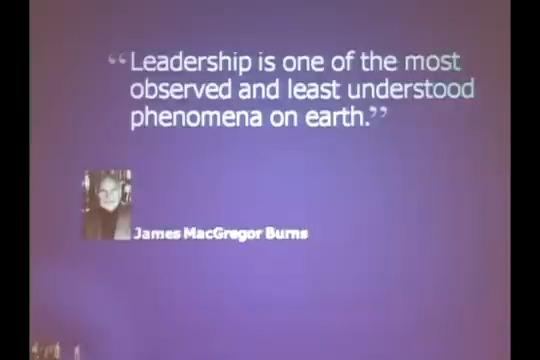 “Leadership is one of the most
observed and least understood
phenomena on earth.”
James MacGregor Burns